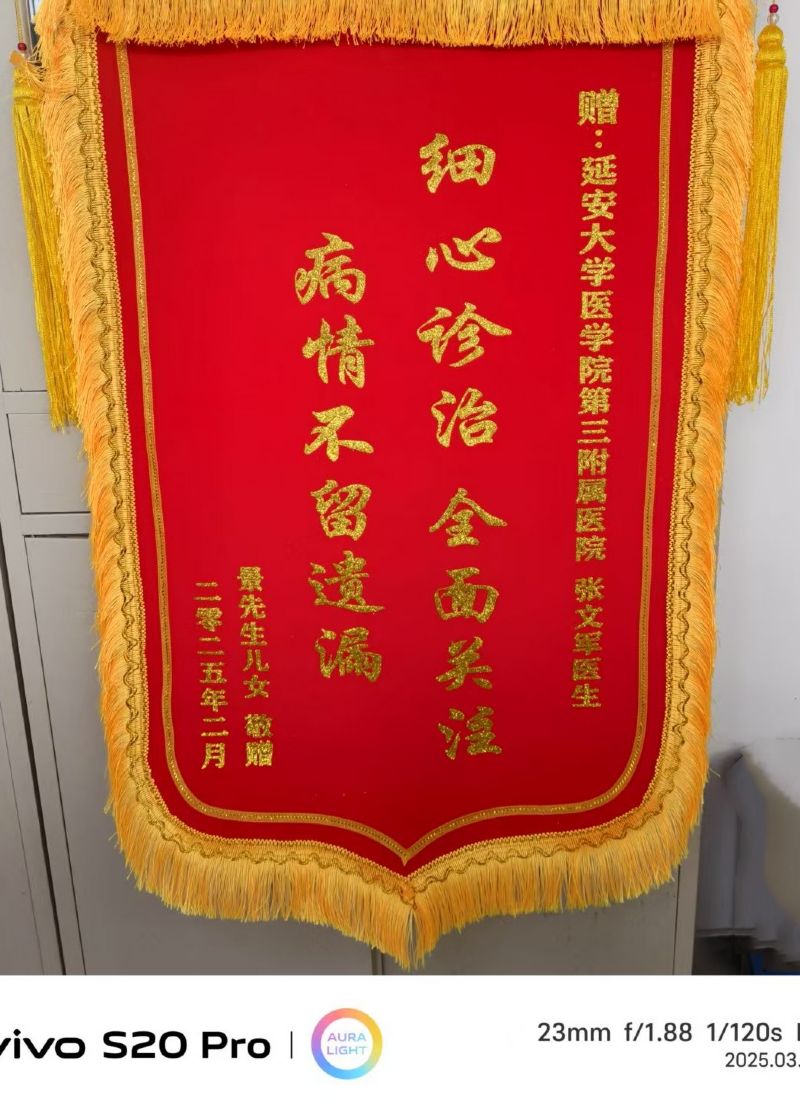 赠：延安大学医学院第三附属医院 张文军医生
细心诊治 全面关注
病情不留遗漏
景先生儿女 敬赠
二零二五年二月
vivo S20 Pro
AURA
LIGHT
23mm f/1.88 1/120s
2025.03.